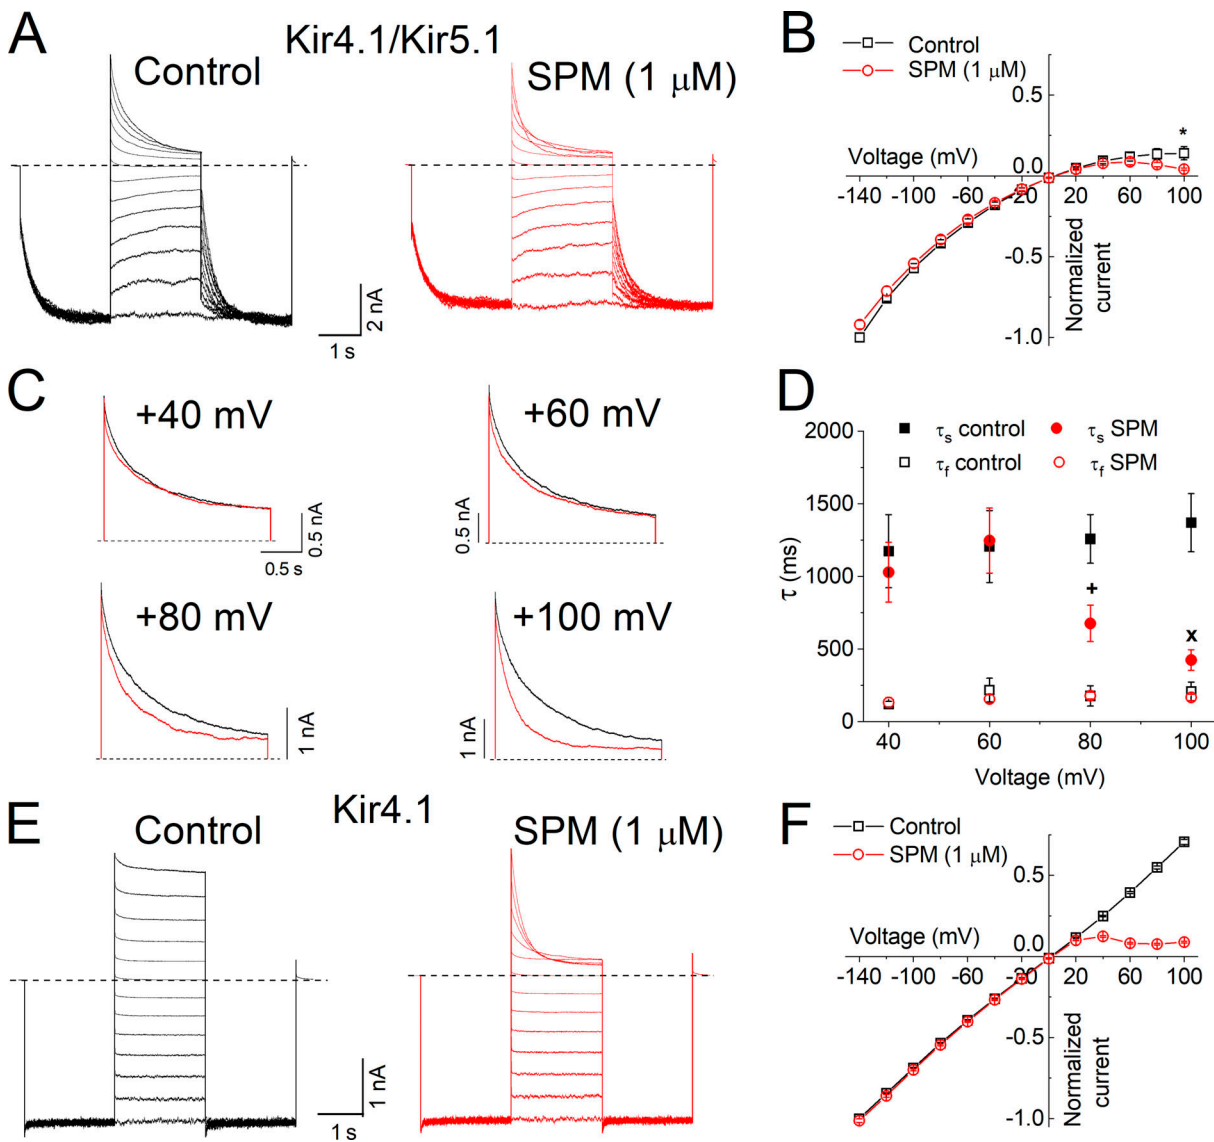 A
Kir4.1/Kir5.1
Control
SPM (1 μM)
2 nA
1 s
B
Control
SPM (1 μM)
0.5
*
Voltage (mV)
0.0
-140 -100 -60 -20 20 60 100
-0.5
-1.0
Normalized
current
C
+40 mV
0.5 nA
0.5 s
+60 mV
0.5 nA
+80 mV
1 nA
+100 mV
1 nA
D
τs control τs SPM
τf control τf SPM
2000
1500
1000
500
0
τ (ms)
+
x
40 60 80 100
Voltage (mV)
E
Kir4.1
Control
SPM (1 μM)
1 nA
1s
F
Control
SPM (1 μM)
0.5
Voltage (mV)
0.0
-140 -100 -60 -20 20 60 100
-0.5
-1.0
Normalized
current